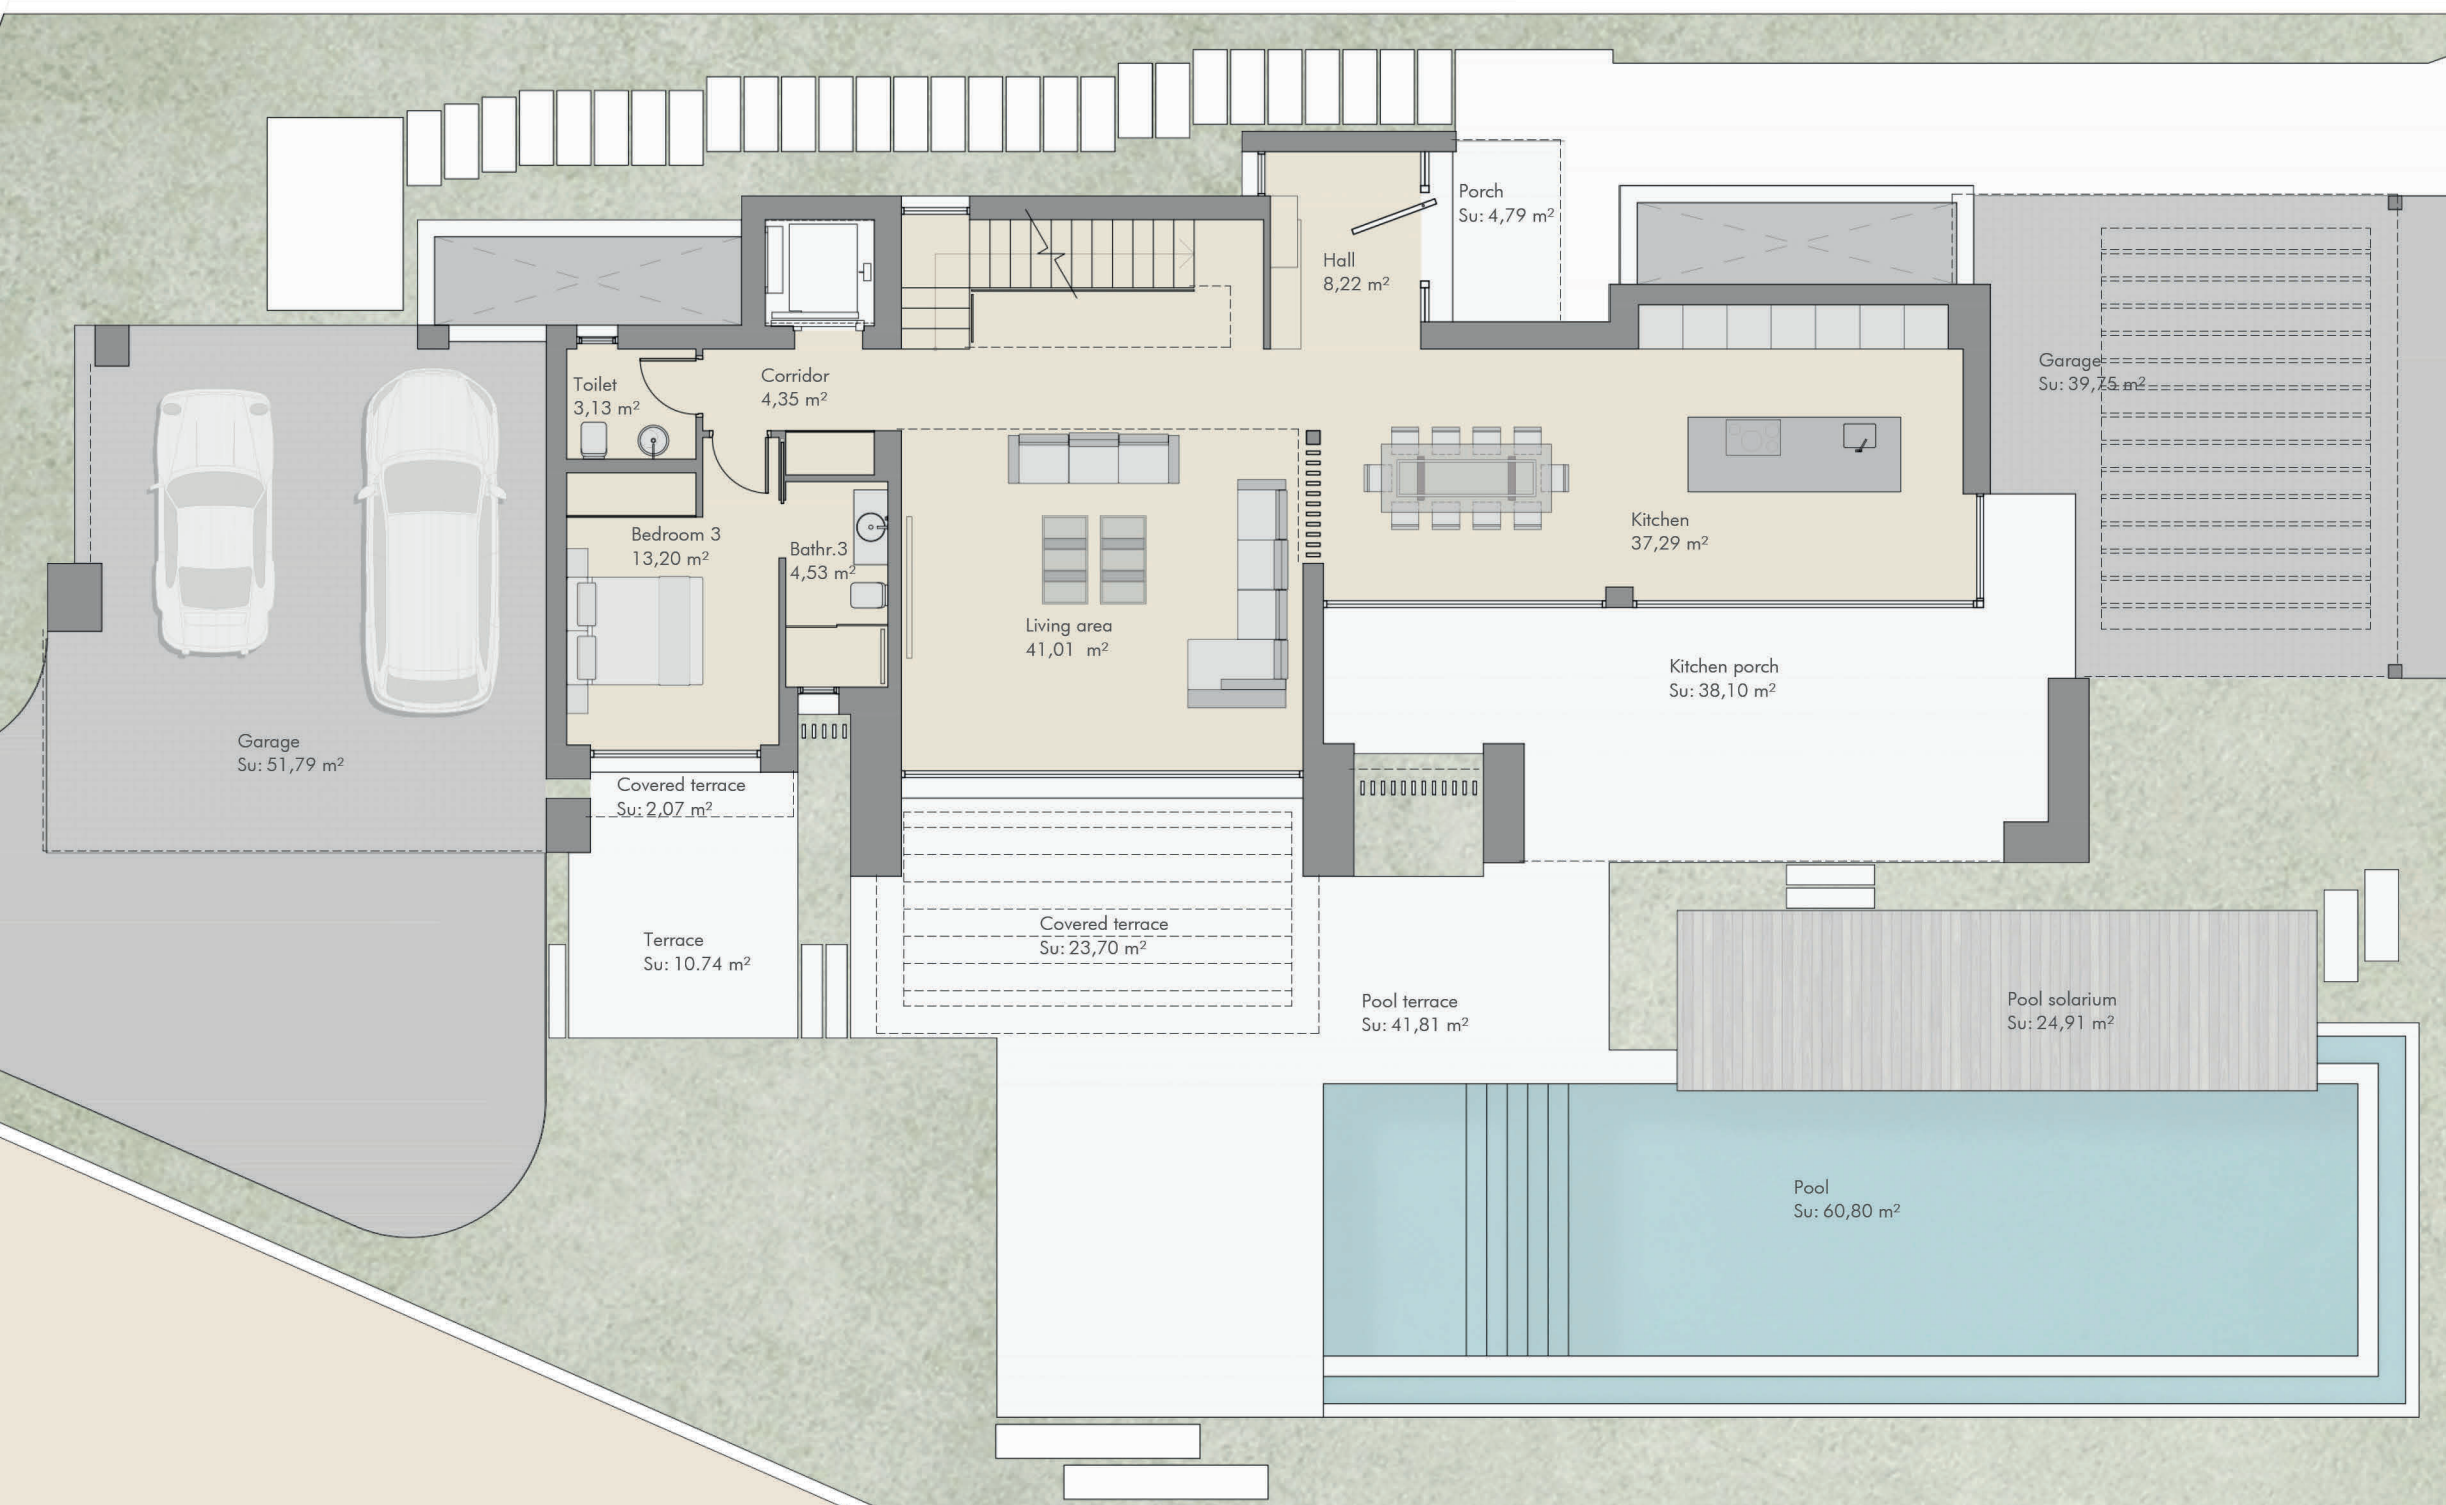 Porch
Su: 4,79 m²
Hall
8,22 m²
Garage
Su: 39,75 m²
Toilet
3,13 m²
Corridor
4,35 m²
Bedroom 3
13,20 m²
Bathr.3
4,53 m²
Kitchen
37,29 m²
Living area
41,01 m²
Kitchen porch
Su: 38,10 m²
Garage
Su: 51,79 m²
Covered terrace
Su: 2,07 m²
Terrace
Su: 10.74 m²
Covered terrace
Su: 23,70 m²
Pool terrace
Su: 41,81 m²
Pool solarium
Su: 24,91 m²
Pool
Su: 60,80 m²